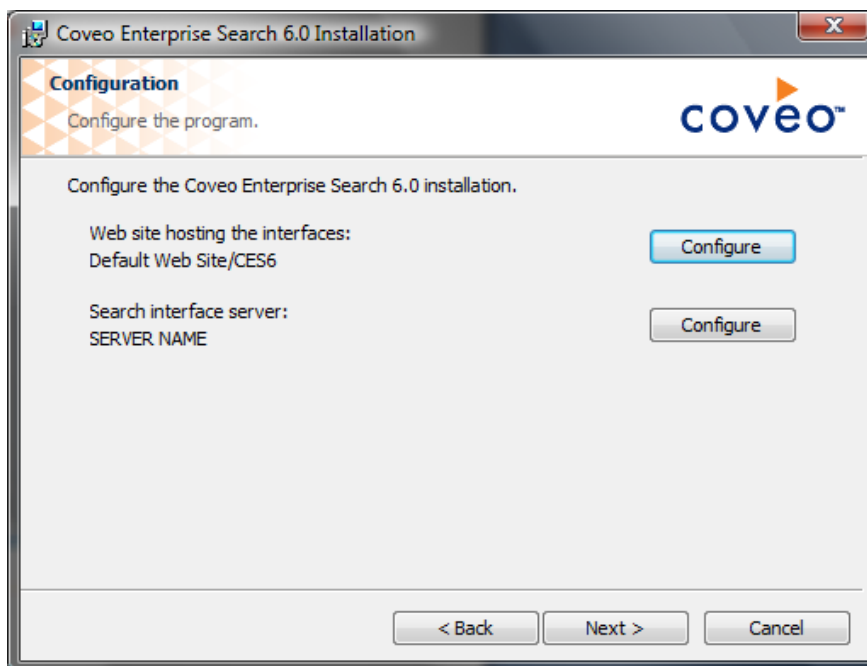 Coveo Enterprise Search 6.0 Installation
Configuration
Configure the program.
coveo™
Configure the Coveo Enterprise Search 6.0 installation.
Web site hosting the interfaces:
Default Web Site/CES6
Configure
Search interface server:
SERVER NAME
Configure
< Back
Next >
Cancel